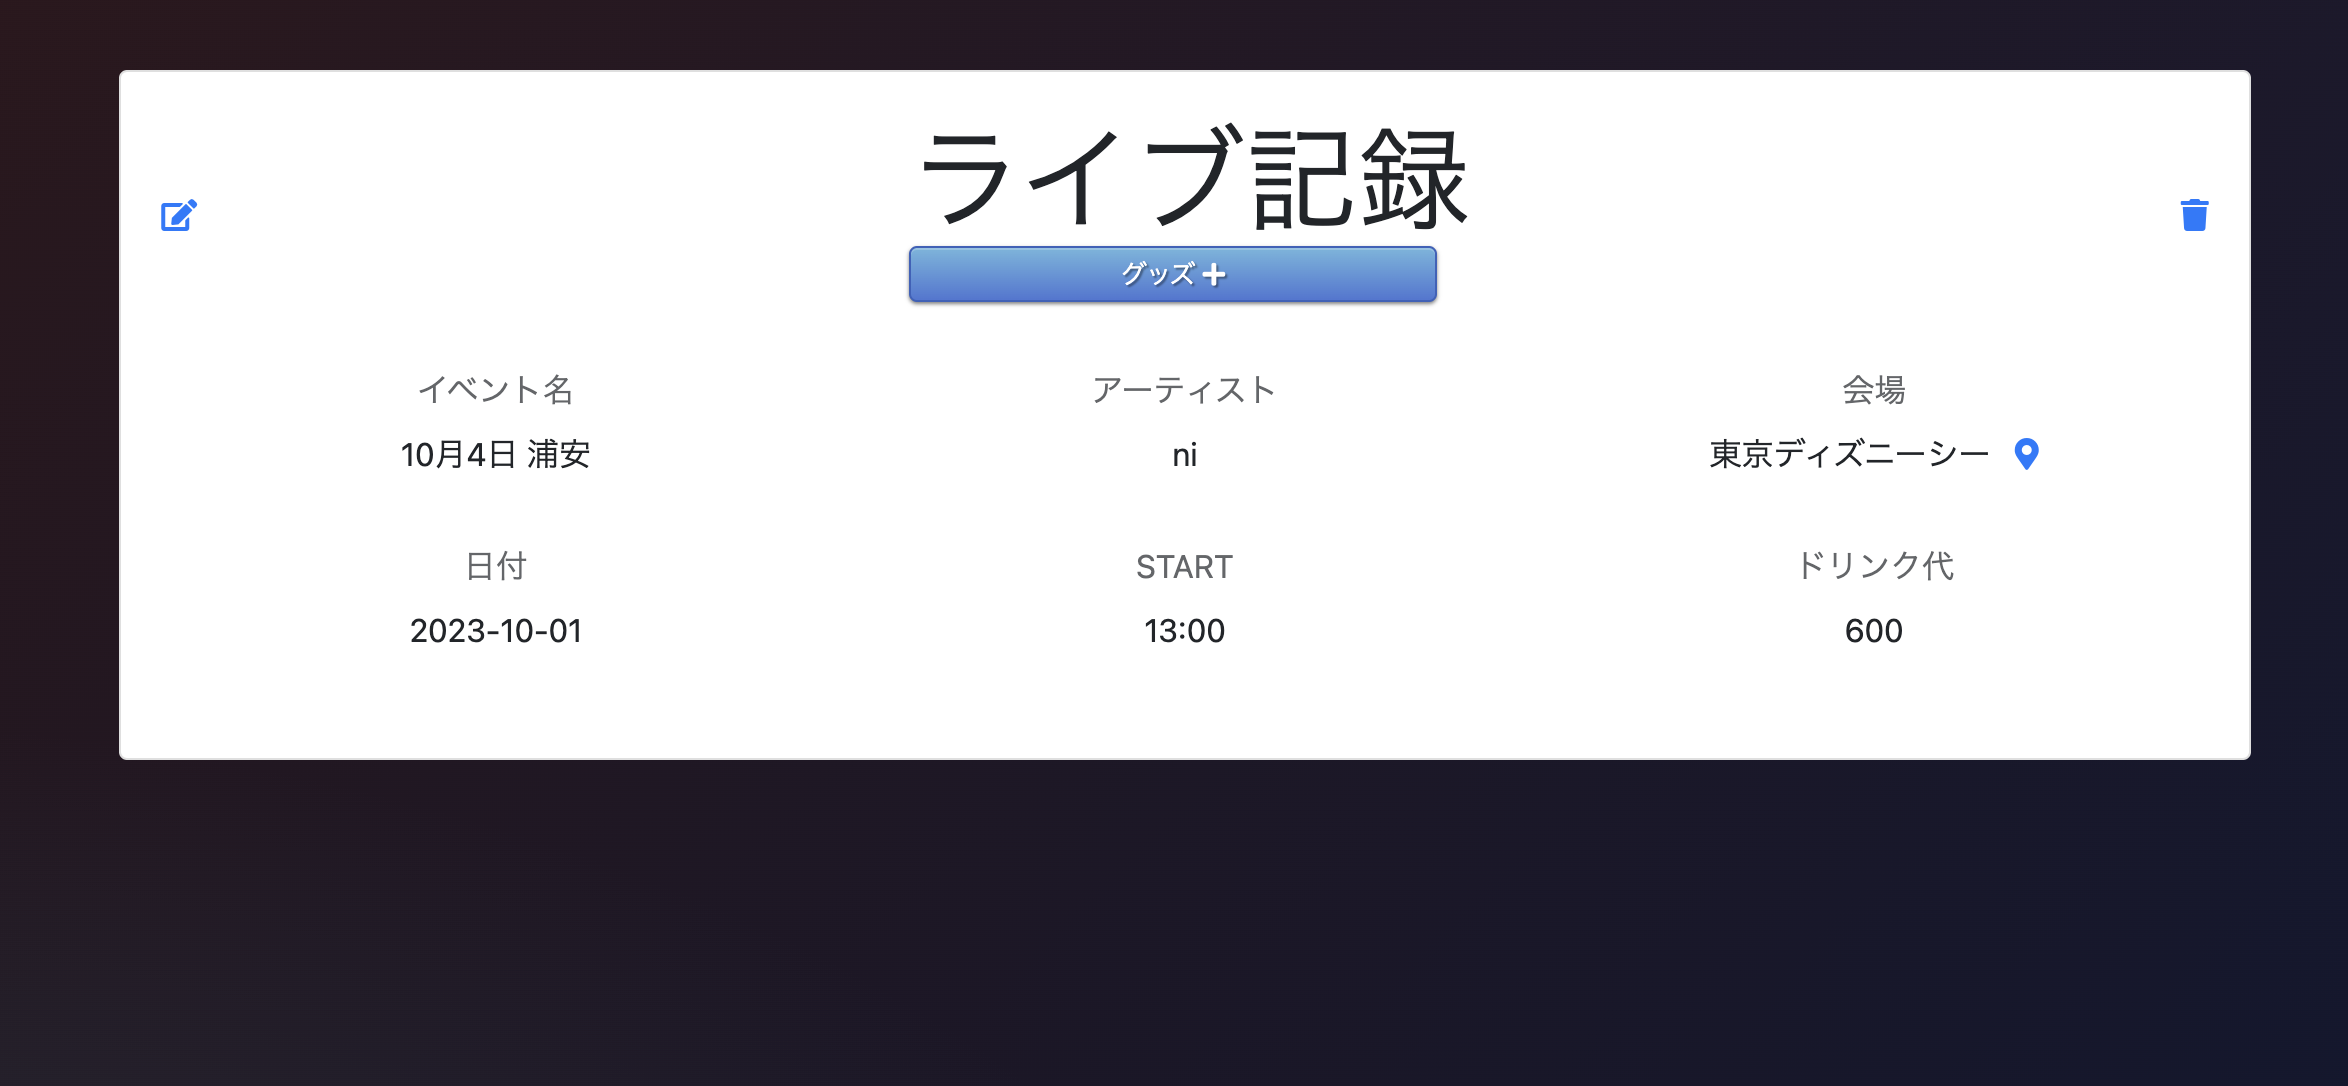 ライブ記録
グッズ
イベント名
アーティスト
会場
10月4日 浦安
ni
東京ディズニーシー
日付
START
ドリンク代
2023-10-01
13:00
600